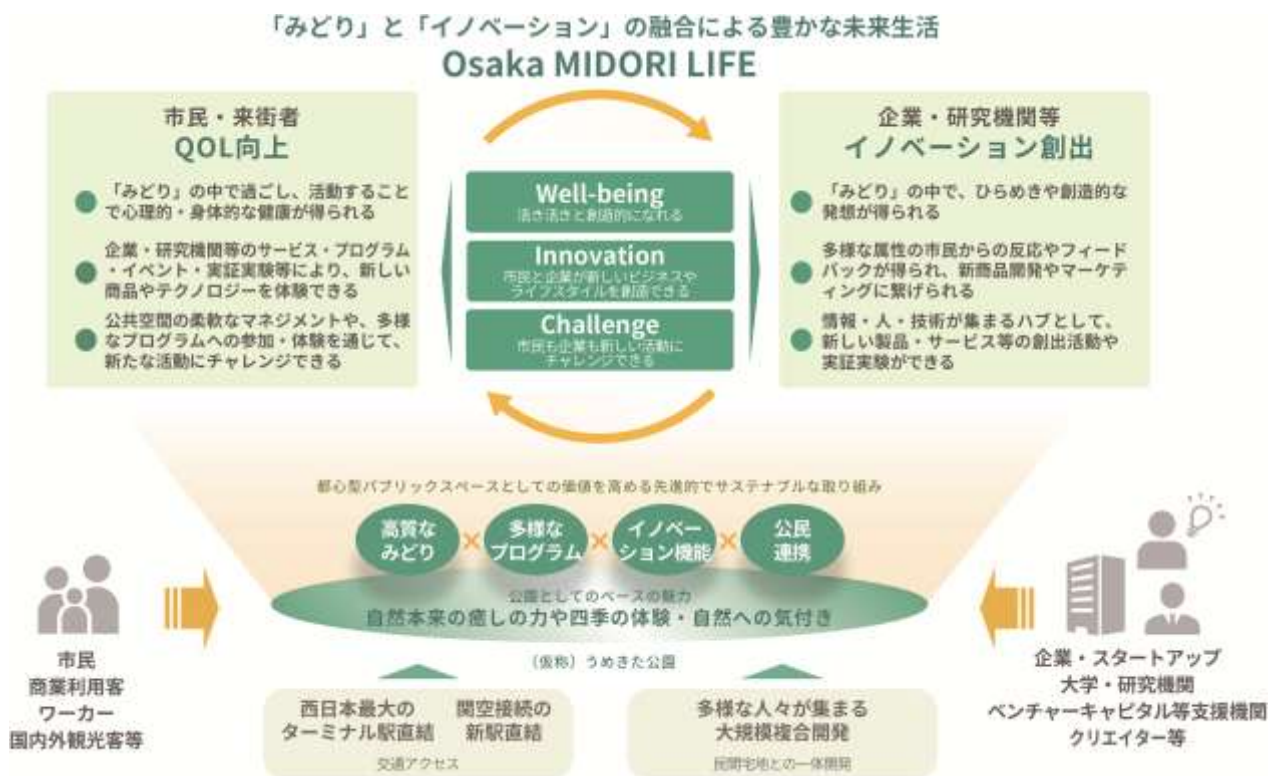 「みどり」と「イノベーション」の融合による豊かな未来生活
Osaka MIDORI LIFE
市民・来街者
QOL向上
「みどり」の中で過ごし、活動すること
で心理的・身体的な健康が得られる
企業・研究機関等のサービス・プログラム
・イベント・実証実験等により、新しい
商品やテクノロジーを体験できる
公共空間の柔軟なマネジメントや、多様
なプログラムへの参加・体験を通じて、
新たな活動にチャレンジできる
Well-being
活き活きと創造的になれる
Innovation
市民と企業が新しいビジネスや
ライフスタイルを創造できる
Challenge
市民も企業も新しい活動に
チャレンジできる
企業・研究機関等
イノベーション創出
「みどり」の中で、ひらめきや創造的な
発想が得られる
多様な属性の市民からの反応やフィード
バックが得られ、新商品開発やマーケテ
ィングに繋げられる
情報・人・技術が集まるハブとして、
新しい製品・サービス等の創出活動や
実証実験ができる
都心型パブリックスペースとしての価値を高める先進的でサステナブルな取り組み
高質な
みどり
×
多様な
プログラム
×
イノベー
ション機能
×
公民
連携
公園としてのベースの魅力
自然本来の癒しの力や四季の体験・自然への気付き
（仮称）うめきた公園
市民
商業利用客
ワーカー
国内外観光客等
西日本最大の
ターミナル駅直結
関空接続の
新駅直結
交通アクセス
多様な人々が集まる
大規模複合開発
民間宅地との一体開発
企業・スタートアップ
大学・研究機関
ベンチャーキャピタル等支援機関
クリエイター等